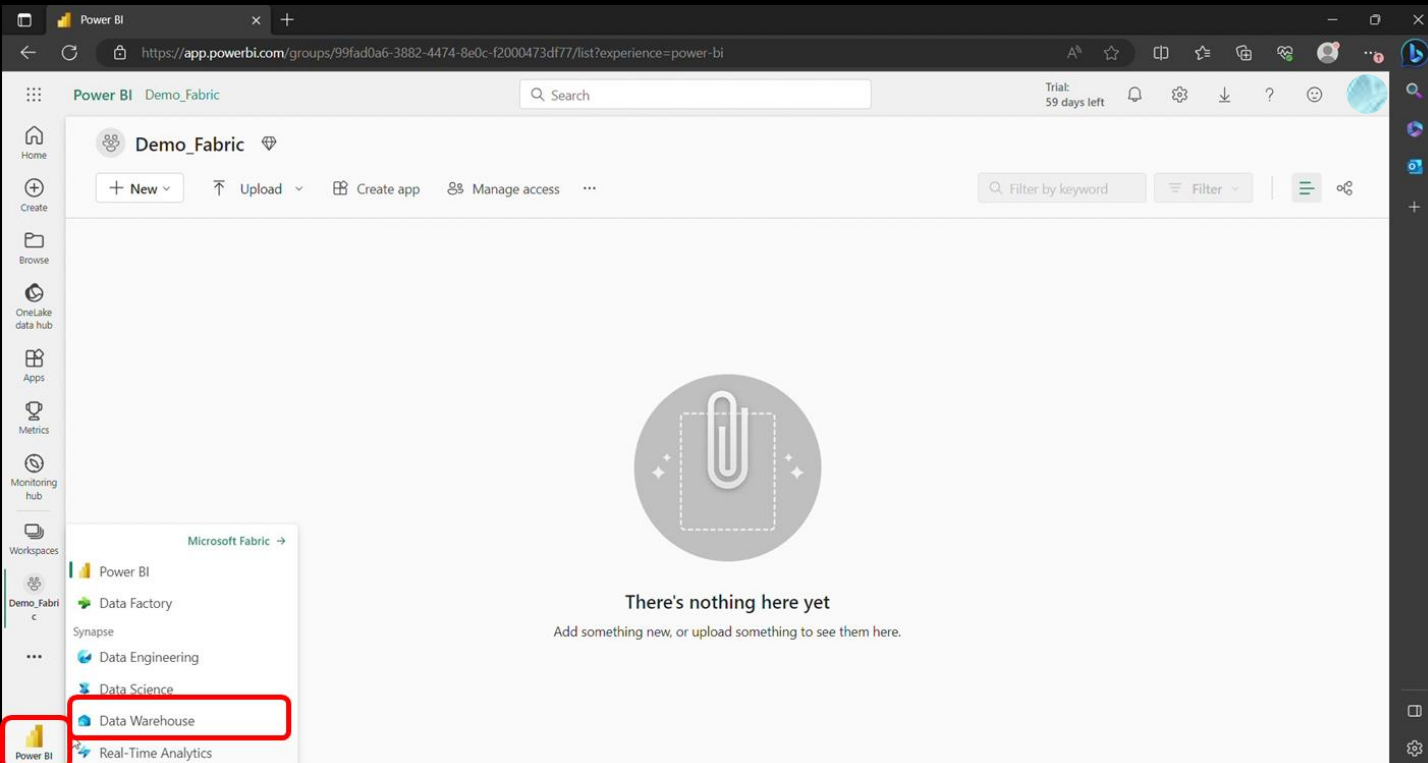 Power BI
https://app.powerbi.com/groups/99fad0a6-3882-4474-8e0c-f2000473df77/list?experience=power-bi
Power BI Demo_Fabric
Search
Trial:
59 days left
Home
Create
Browse
OneLake
data hub
Apps
Metrics
Monitoring
hub
Workspaces
Demo_Fabri
c
Power BI
Demo_Fabric
New
Upload
Create app
Manage access
Filter by keyword
Filter
There's nothing here yet
Add something new, or upload something to see them here.
Microsoft Fabric
Power BI
Data Factory
Synapse
Data Engineering
Data Science
Data Warehouse
Real-Time Analytics